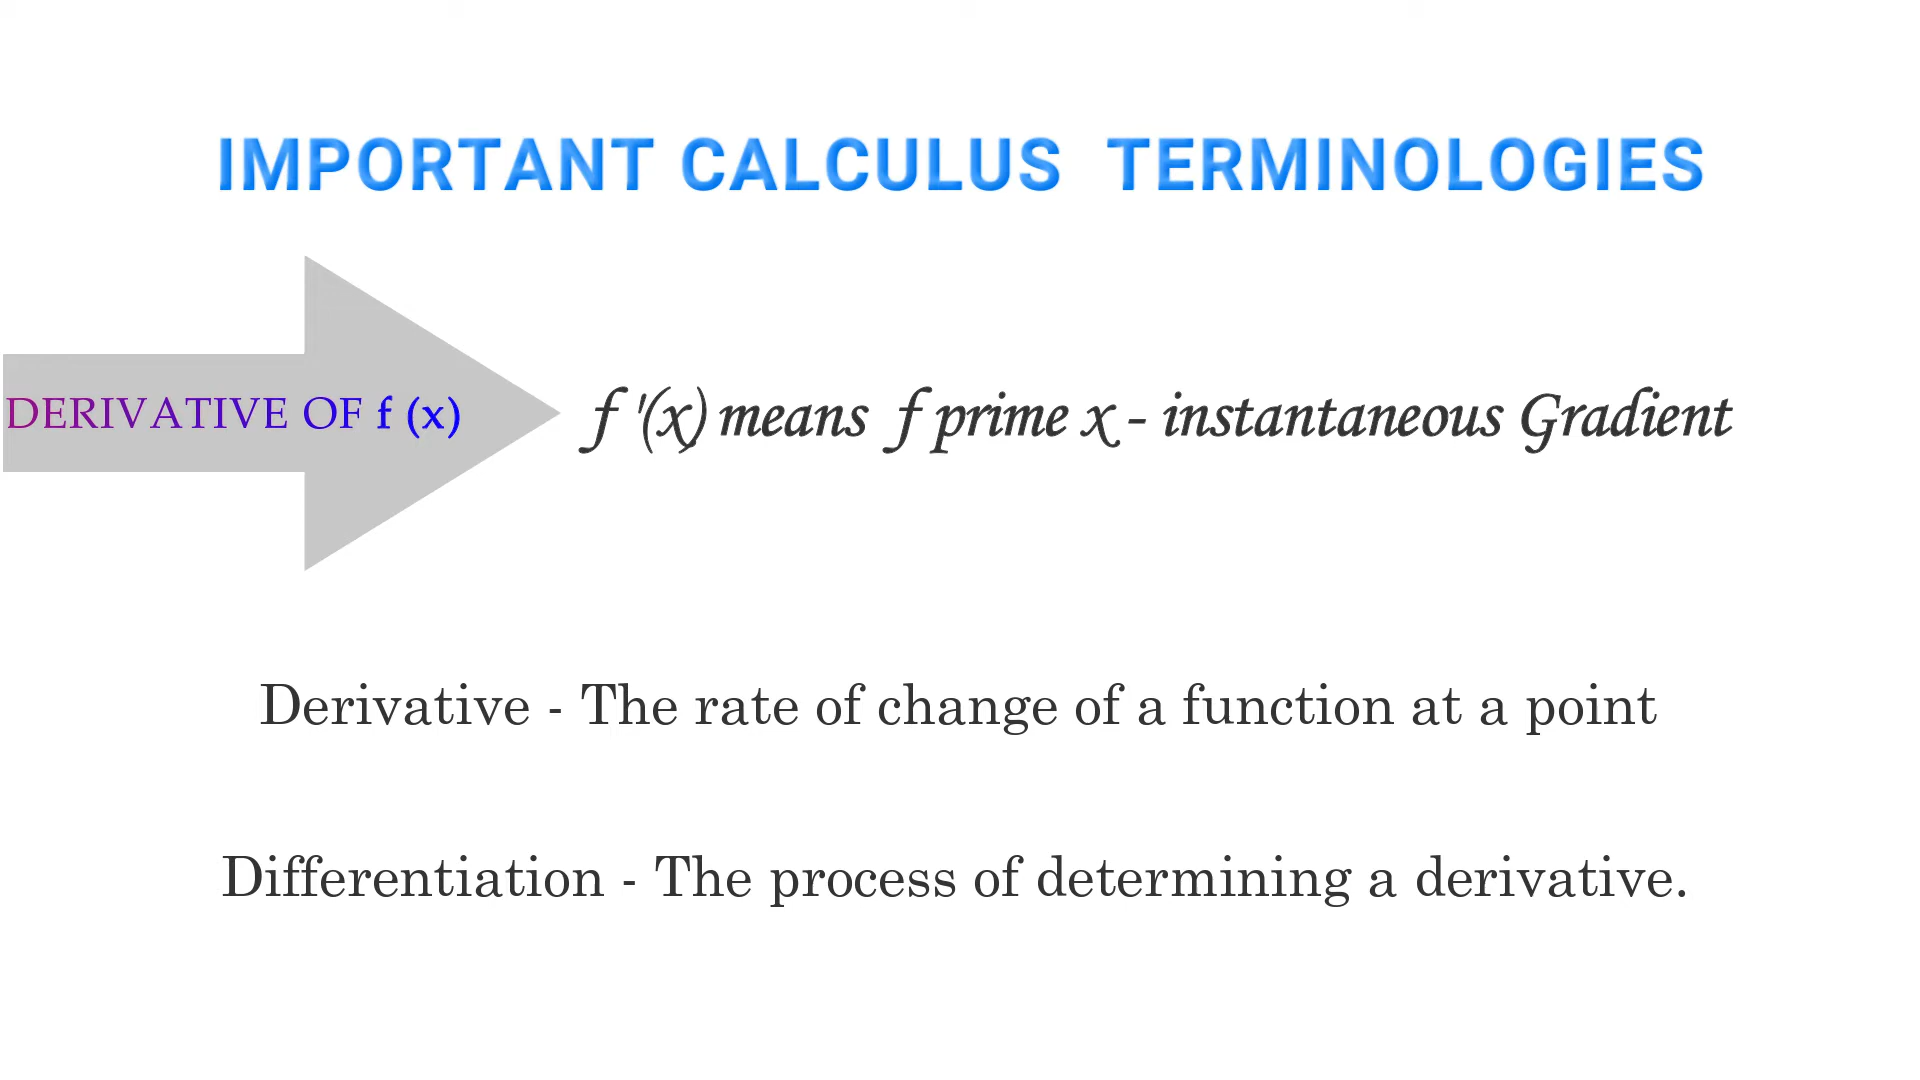 IMPORTANT CALCULUS TERMINOLOGIES
DERIVATIVE OF f (x)
f '(x) means f prime x - instantaneous Gradient
Derivative - The rate of change of a function at a point
Differentiation - The process of determining a derivative.